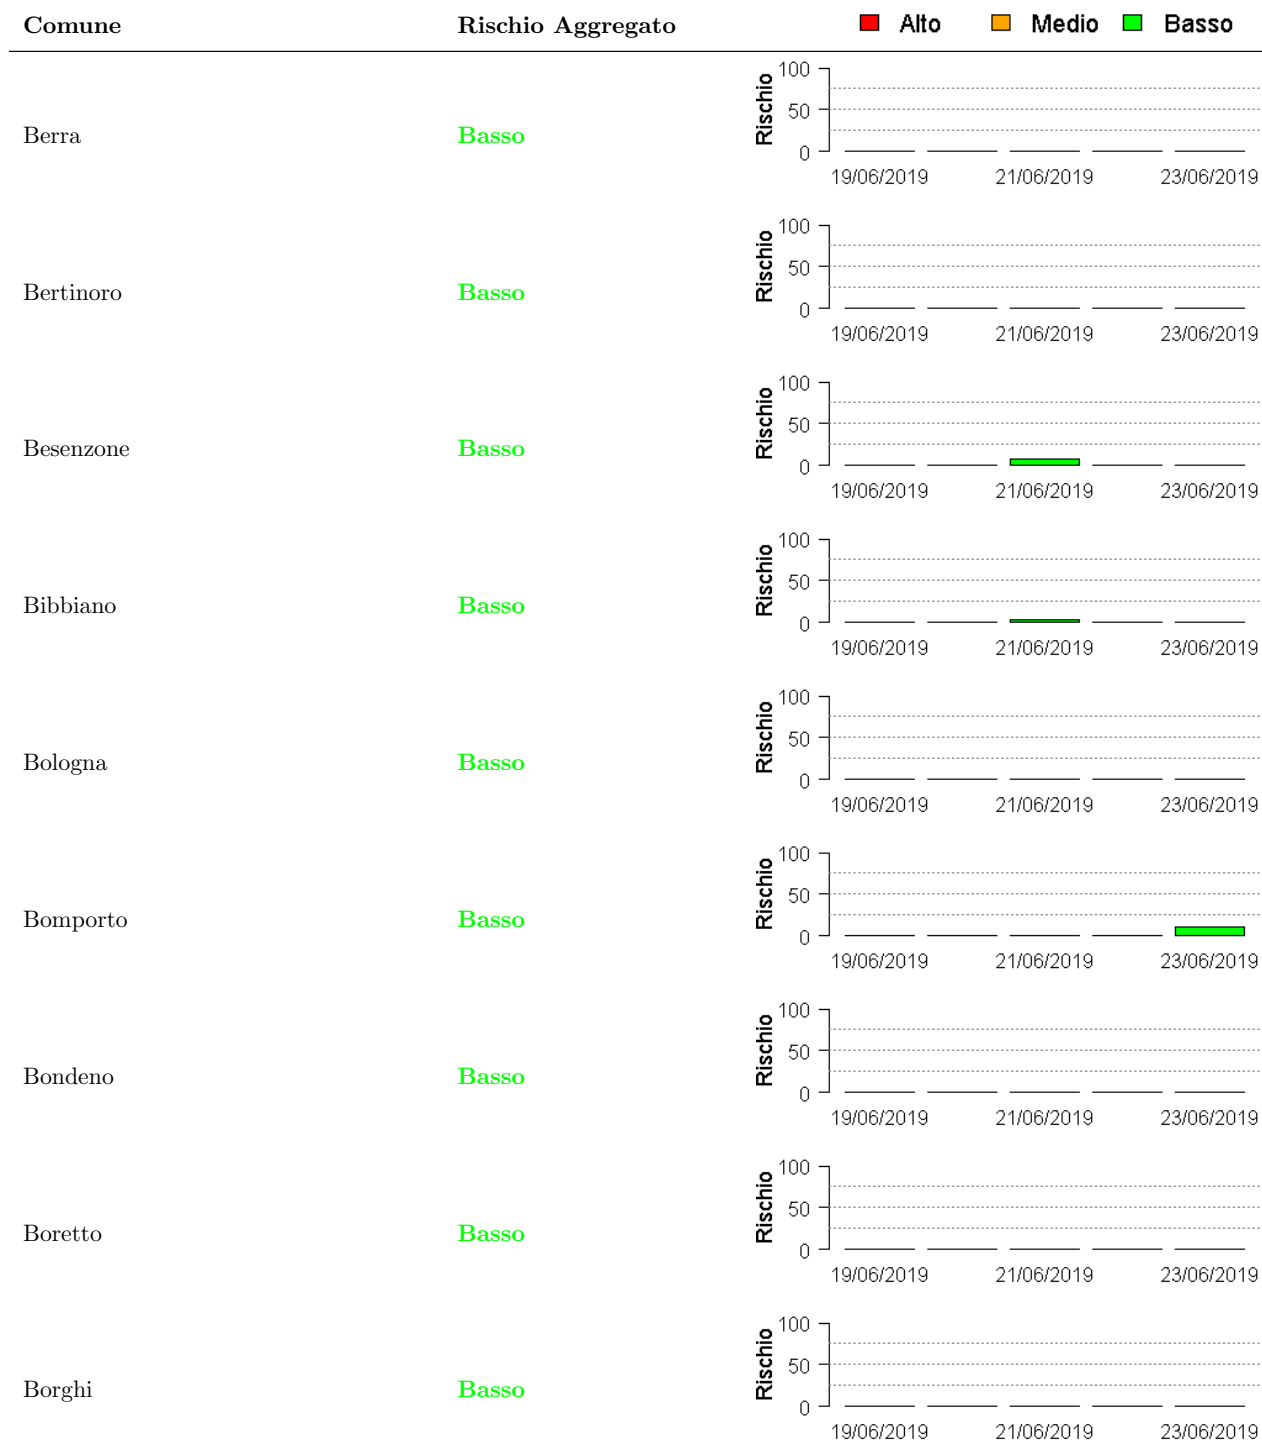 Comune Rischio Aggregato Alto Medio Basso
100
50
0
Rischio
Berra Basso
19/06/2019 21/06/2019 23/06/2019
100
50
0
Rischio
Bertinoro Basso
19/06/2019 21/06/2019 23/06/2019
100
50
0
Rischio
Besenzone Basso
19/06/2019 21/06/2019 23/06/2019
100
50
0
Rischio
Bibbiano Basso
19/06/2019 21/06/2019 23/06/2019
100
50
0
Rischio
Bologna Basso
19/06/2019 21/06/2019 23/06/2019
100
50
0
Rischio
Bomporto Basso
19/06/2019 21/06/2019 23/06/2019
100
50
0
Rischio
Bondeno Basso
19/06/2019 21/06/2019 23/06/2019
100
50
0
Rischio
Boretto Basso
19/06/2019 21/06/2019 23/06/2019
100
50
0
Rischio
Borghi Basso
19/06/2019 21/06/2019 23/06/2019